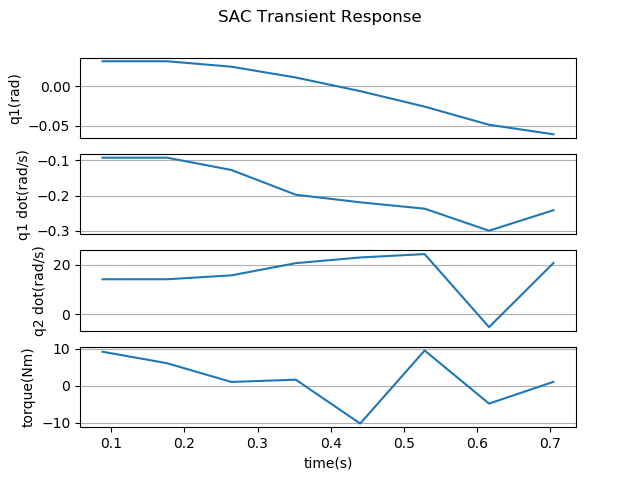 SAC Transient Response
q1(rad)
0.00
−0.05
q1 dot(rad/s)
−0.1
−0.2
−0.3
q2 dot(rad/s)
20
0
torque(Nm)
10
0
−10
0.1 0.2 0.3 0.4 0.5 0.6 0.7
time(s)